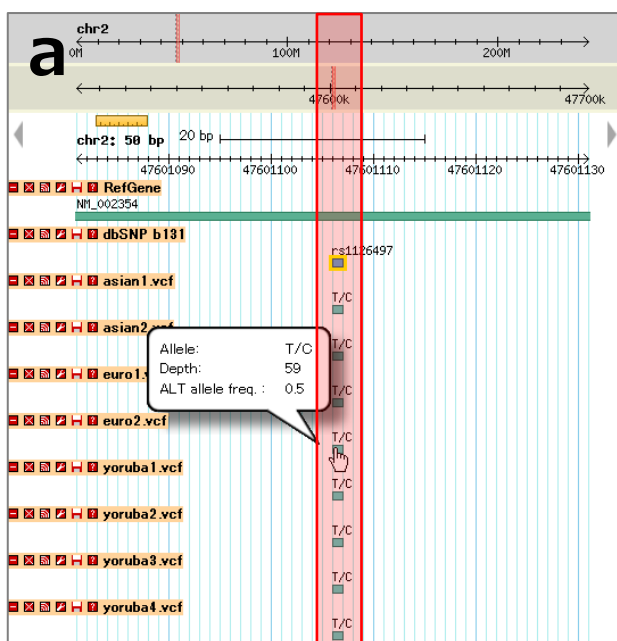 a
chr2
0M 100M 200M
47600k 47700k
chr2: 50 bp 20 bp
47601090 47601100 47601110 47601120 47601130
RefGene
NM_002354
dbSNP b131
rs1126497
asian1.vcf
T/C
asian2.vcf
T/C
Allele: T/C
Depth: 59
ALT allele freq. : 0.5
euro1.v
T/C
euro2.vcf
T/C
yoruba1.vcf
T/C
yoruba2.vcf
T/C
yoruba3.vcf
T/C
yoruba4.vcf
T/C